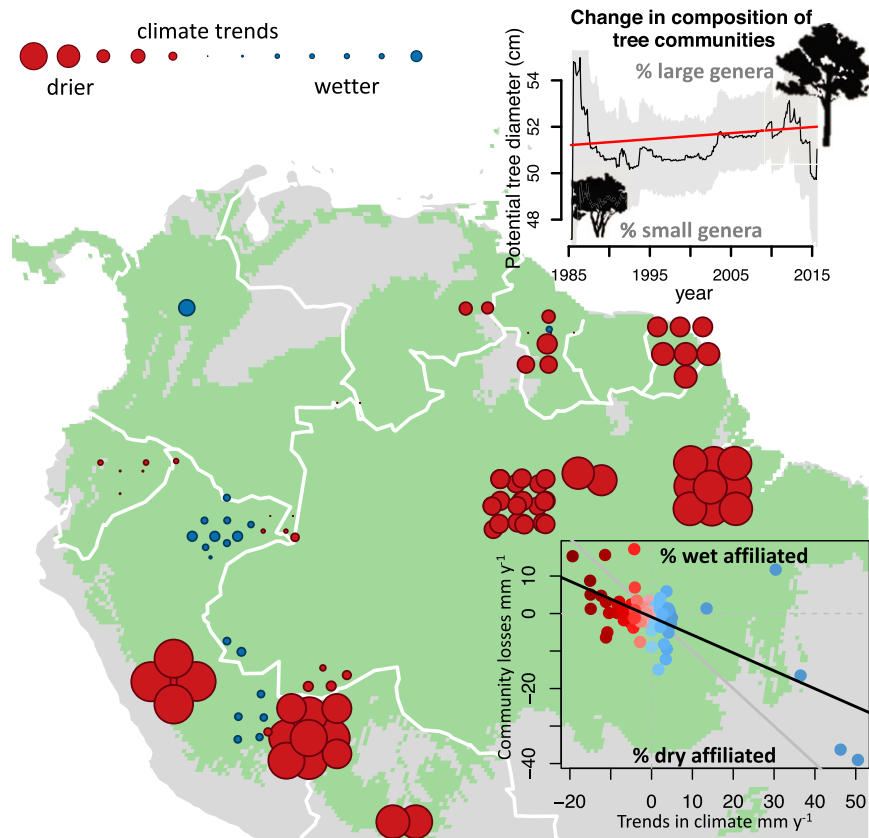 climate trends
drier
wetter
Change in composition of
tree communities
Potential tree diameter (cm)
54
52
50
48
% large genera
% small genera
1985
1995
2005
2015
year
Community losses mm y⁻¹
10
0
−20
−40
% wet affiliated
% dry affiliated
−20
0
10
20
30
40
50
Trends in climate mm y⁻¹